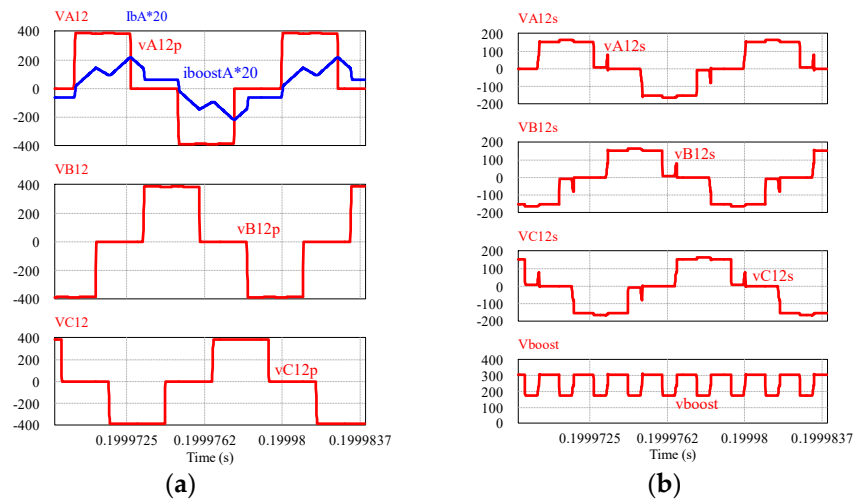 VA12 IbA*20
400
200
0
-200
-400
vA12p
iboostA*20
VB12
400
200
0
-200
-400
vB12p
VC12
400
200
0
-200
-400
vC12p
0.1999725 0.1999762 0.19998 0.1999837
Time (s)
(a)
VA12s
200
100
0
-100
-200
vA12s
VB12s
200
100
0
-100
-200
vB12s
VC12s
200
100
0
-100
-200
vC12s
Vboost
400
300
200
100
0
vboost
0.1999725 0.1999762 0.19998 0.1999837
Time (s)
(b)